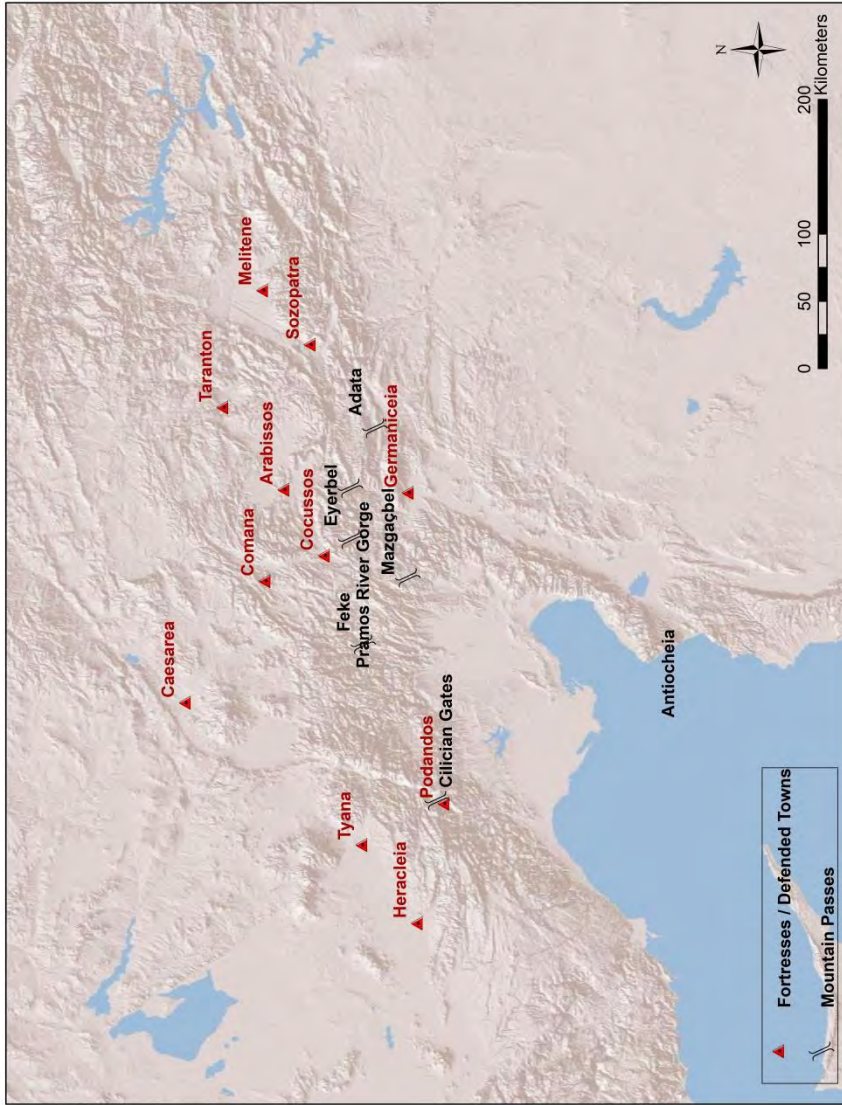 Caesarea
Taranton
Melitene
Comana
Arabissos
Sozopatra
Cocussos
Eyerbel
Adata
Tyana
Feke
Pramos River Gorge
Mazgaçbel
Germaniceia
Heracleia
Podandos
Cilician Gates
Antiocheia
N
Fortresses / Defended Towns
Mountain Passes
0 50 100 200
Kilometers